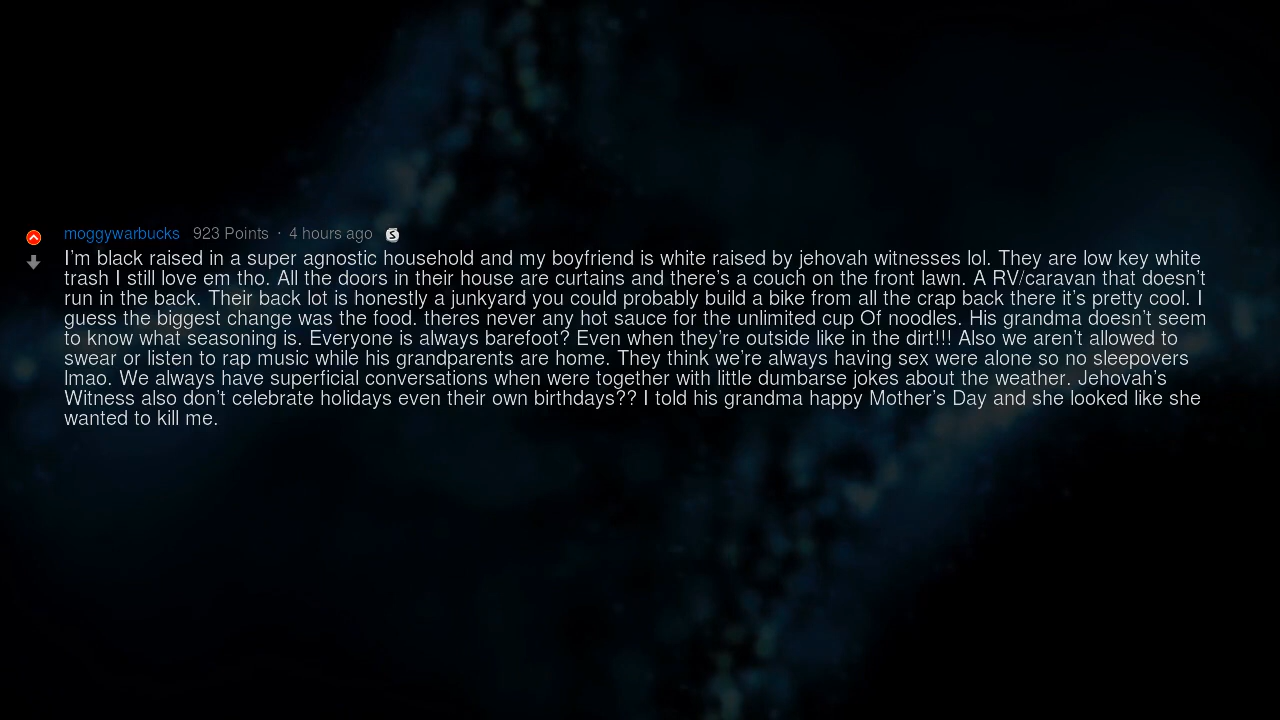 moggywarbucks 923 Points · 4 hours ago S
I'm black raised in a super agnostic household and my boyfriend is white raised by jehovah witnesses lol. They are low key white
trash I still love em tho. All the doors in their house are curtains and there's a couch on the front lawn. A RV/caravan that doesn't
run in the back. Their back lot is honestly a junkyard you could probably build a bike from all the crap back there it's pretty cool. I
guess the biggest change was the food. theres never any hot sauce for the unlimited cup Of noodles. His grandma doesn't seem
to know what seasoning is. Everyone is always barefoot? Even when they're outside like in the dirt!!! Also we aren't allowed to
swear or listen to rap music while his grandparents are home. They think we're always having sex were alone so no sleepovers
lmao. We always have superficial conversations when were together with little dumbarse jokes about the weather. Jehovah's
Witness also don't celebrate holidays even their own birthdays?? I told his grandma happy Mother's Day and she looked like she
wanted to kill me.